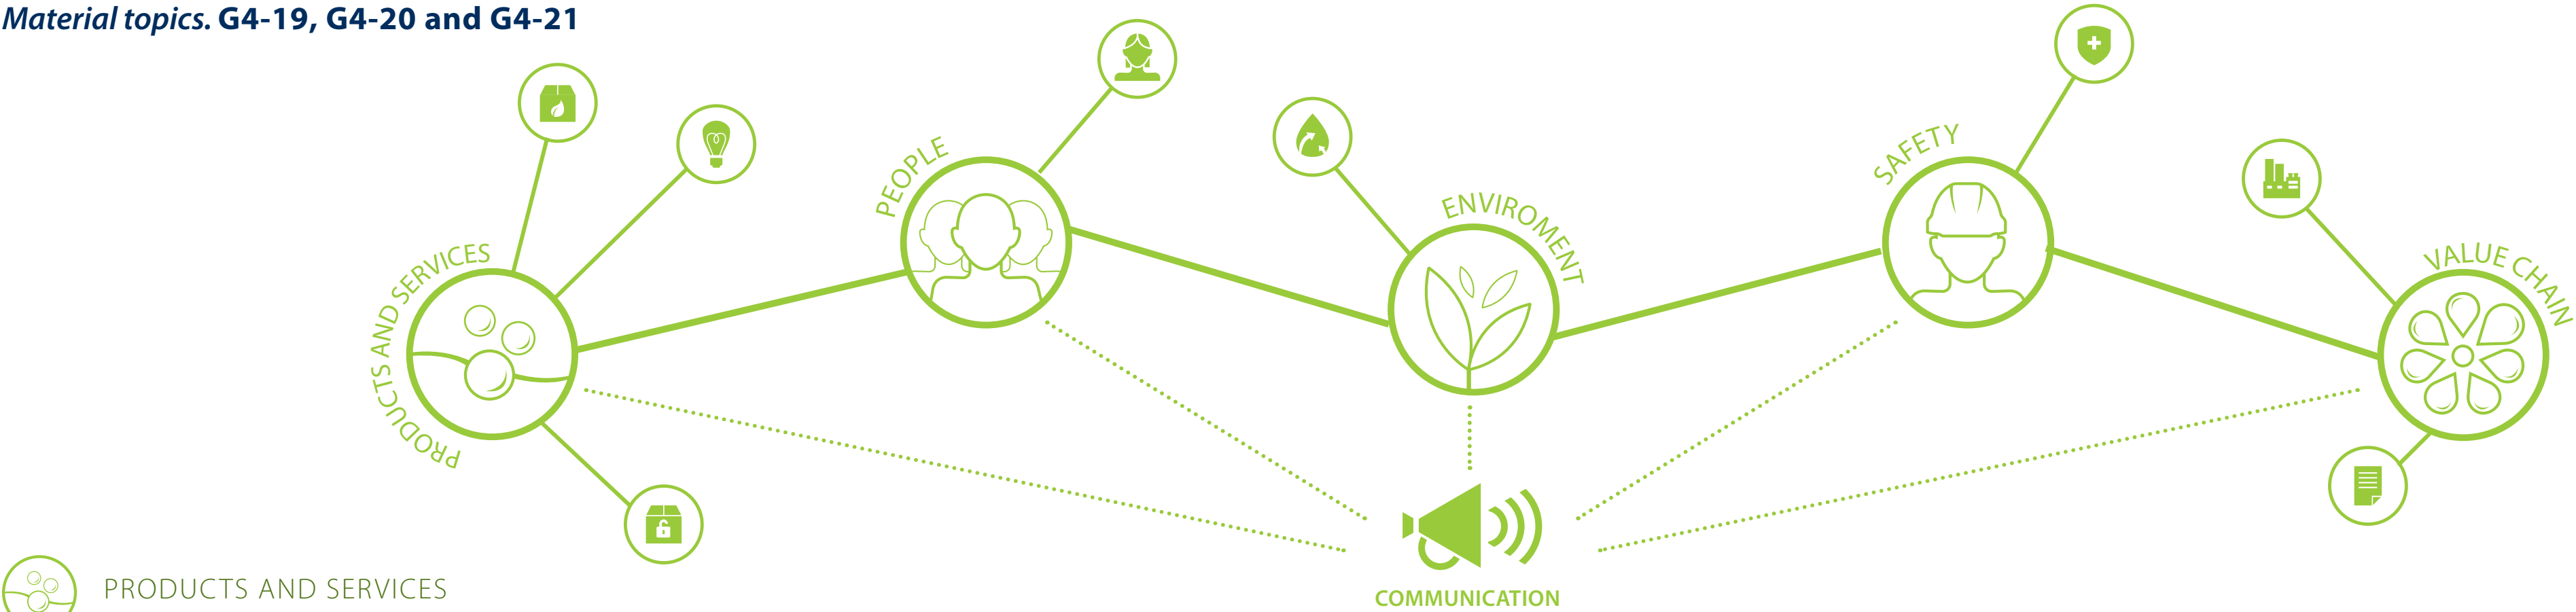 Material topics. G4-19, G4-20 and G4-21
PRODUCTS AND SERVICES
PEOPLE
ENVIROMENT
SAFETY
VALUE CHAIN
COMMUNICATION
PRODUCTS AND SERVICES